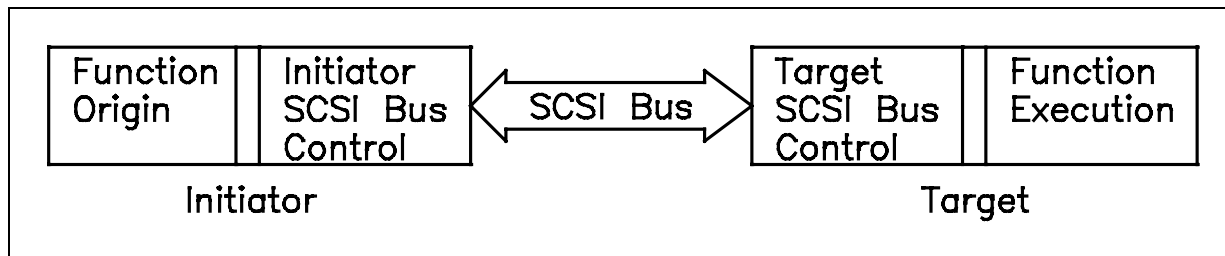 Function
Origin
Initiator
SCSI Bus
Control
SCSI Bus
Target
SCSI Bus
Control
Function
Execution
Initiator
Target